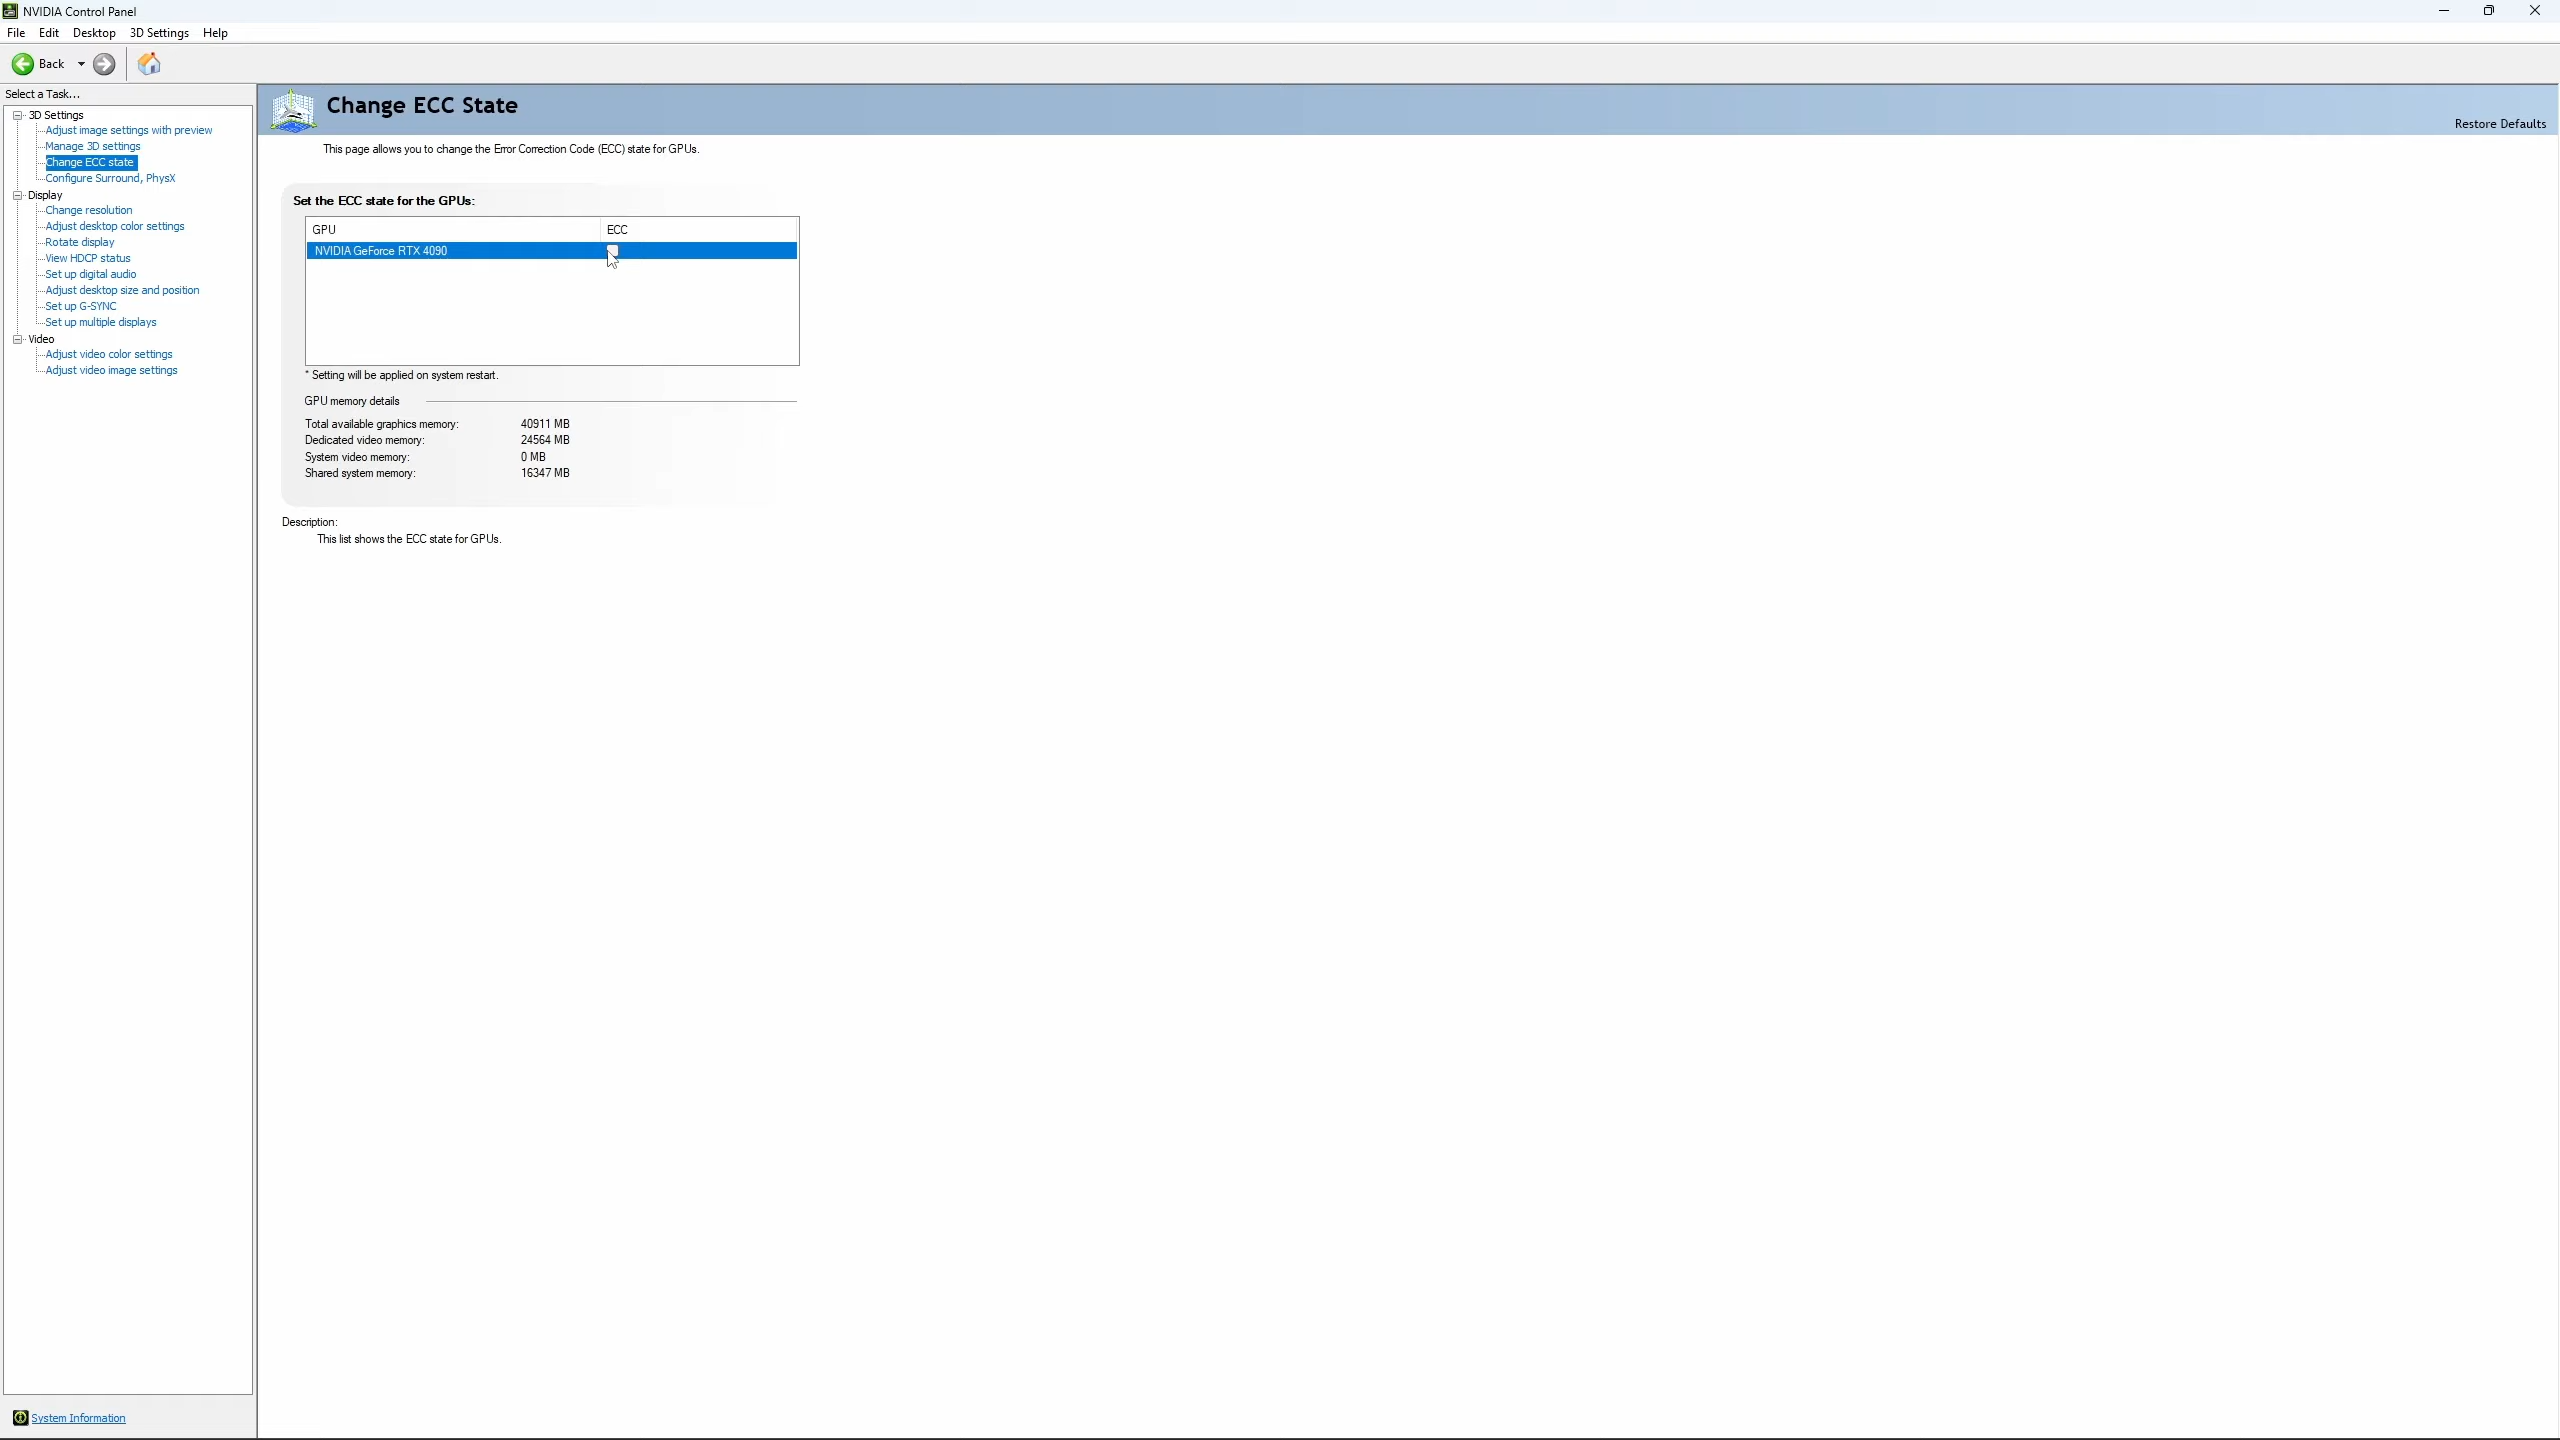 NVIDIA Control Panel
File Edit Desktop 3D Settings Help
Back
Select a Task...
3D Settings
Adjust image settings with preview
Manage 3D settings
Change ECC state
Configure Surround, PhysX
Display
Change resolution
Adjust desktop color settings
Rotate display
View HDCP status
Set up digital audio
Adjust desktop size and position
Set up G-SYNC
Set up multiple displays
Video
Adjust video color settings
Adjust video image settings
System Information
Change ECC State
Restore Defaults
This page allows you to change the Error Correction Code (ECC) state for GPUs.
Set the ECC state for the GPUs:
GPU ECC
NVIDIA GeForce RTX 4090
* Setting will be applied on system restart.
GPU memory details
Total available graphics memory: 40911 MB
Dedicated video memory: 24564 MB
System video memory: 0 MB
Shared system memory: 16347 MB
Description:
This list shows the ECC state for GPUs.